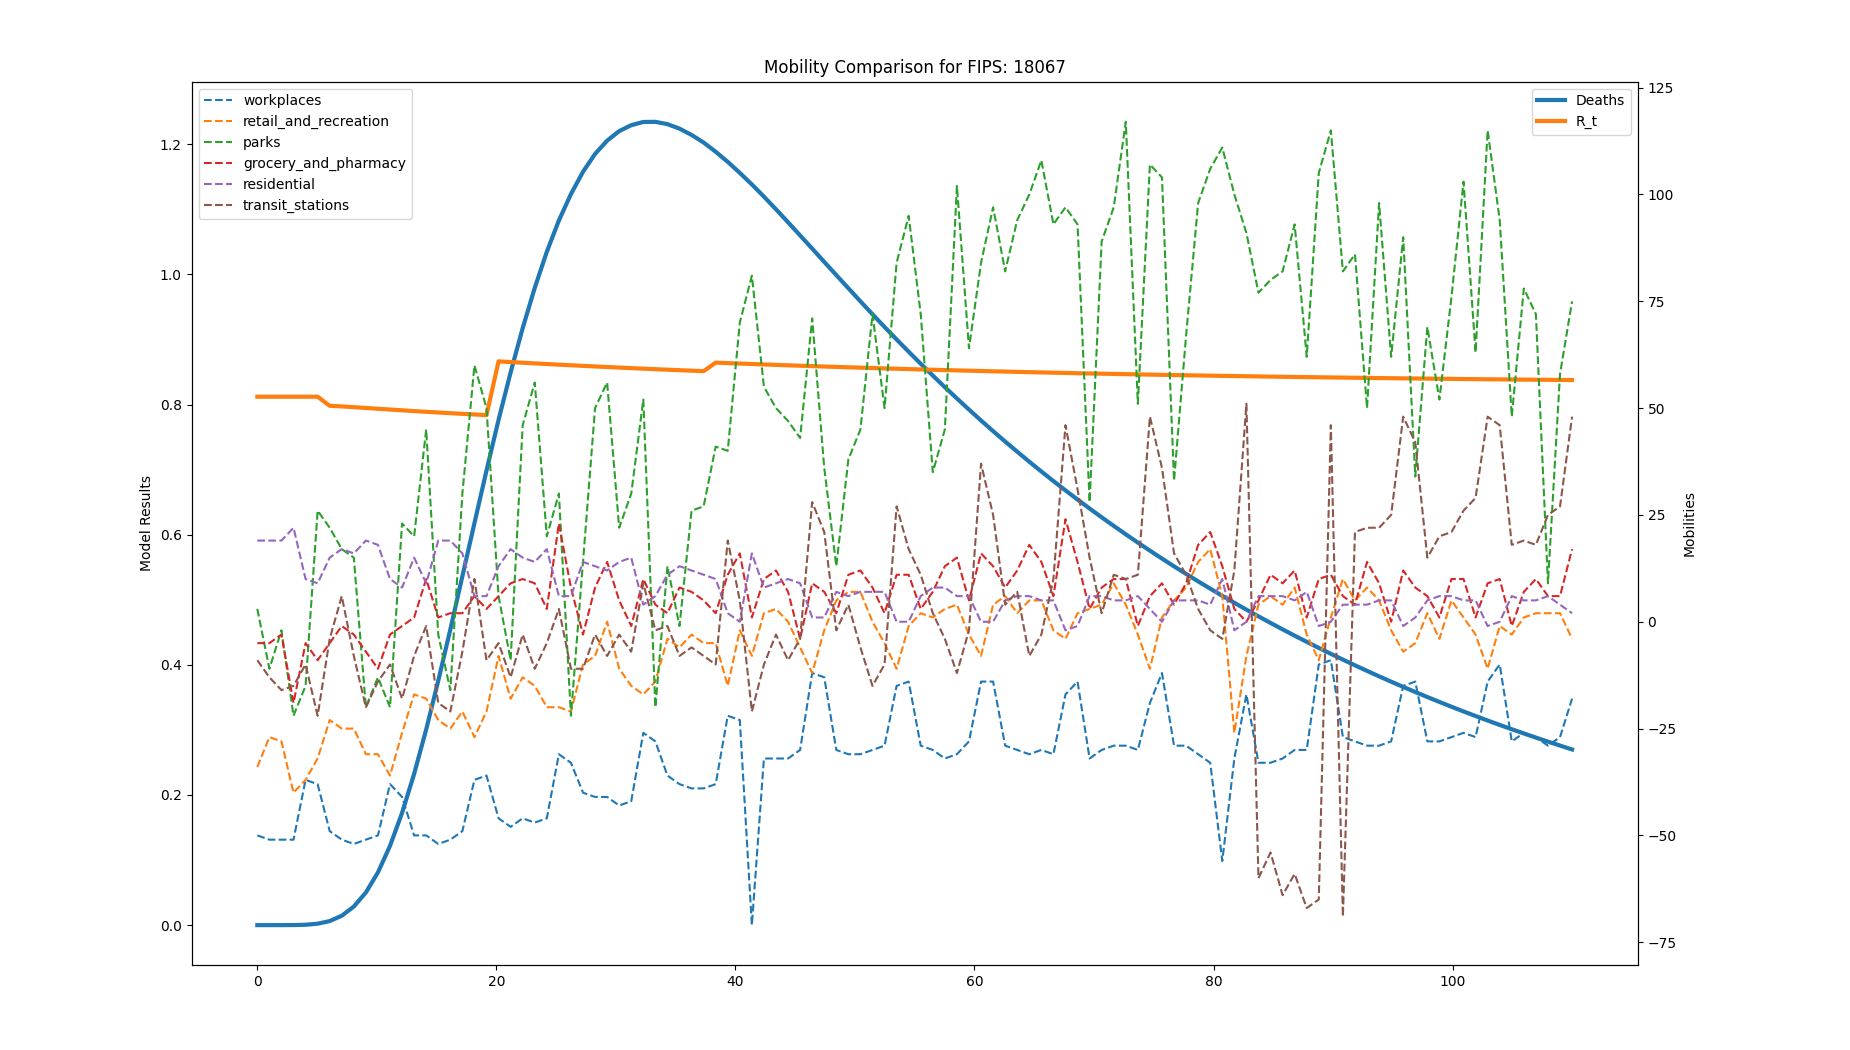 Mobility Comparison for FIPS: 18067
workplaces
retail_and_recreation
parks
grocery_and_pharmacy
residential
transit_stations
Deaths
R_t
Model Results
1.2
1.0
0.8
0.6
0.4
0.2
0.0
0 20 40 60 80 100
125
100
75
50
25
0
−25
−50
−75
Mobilities